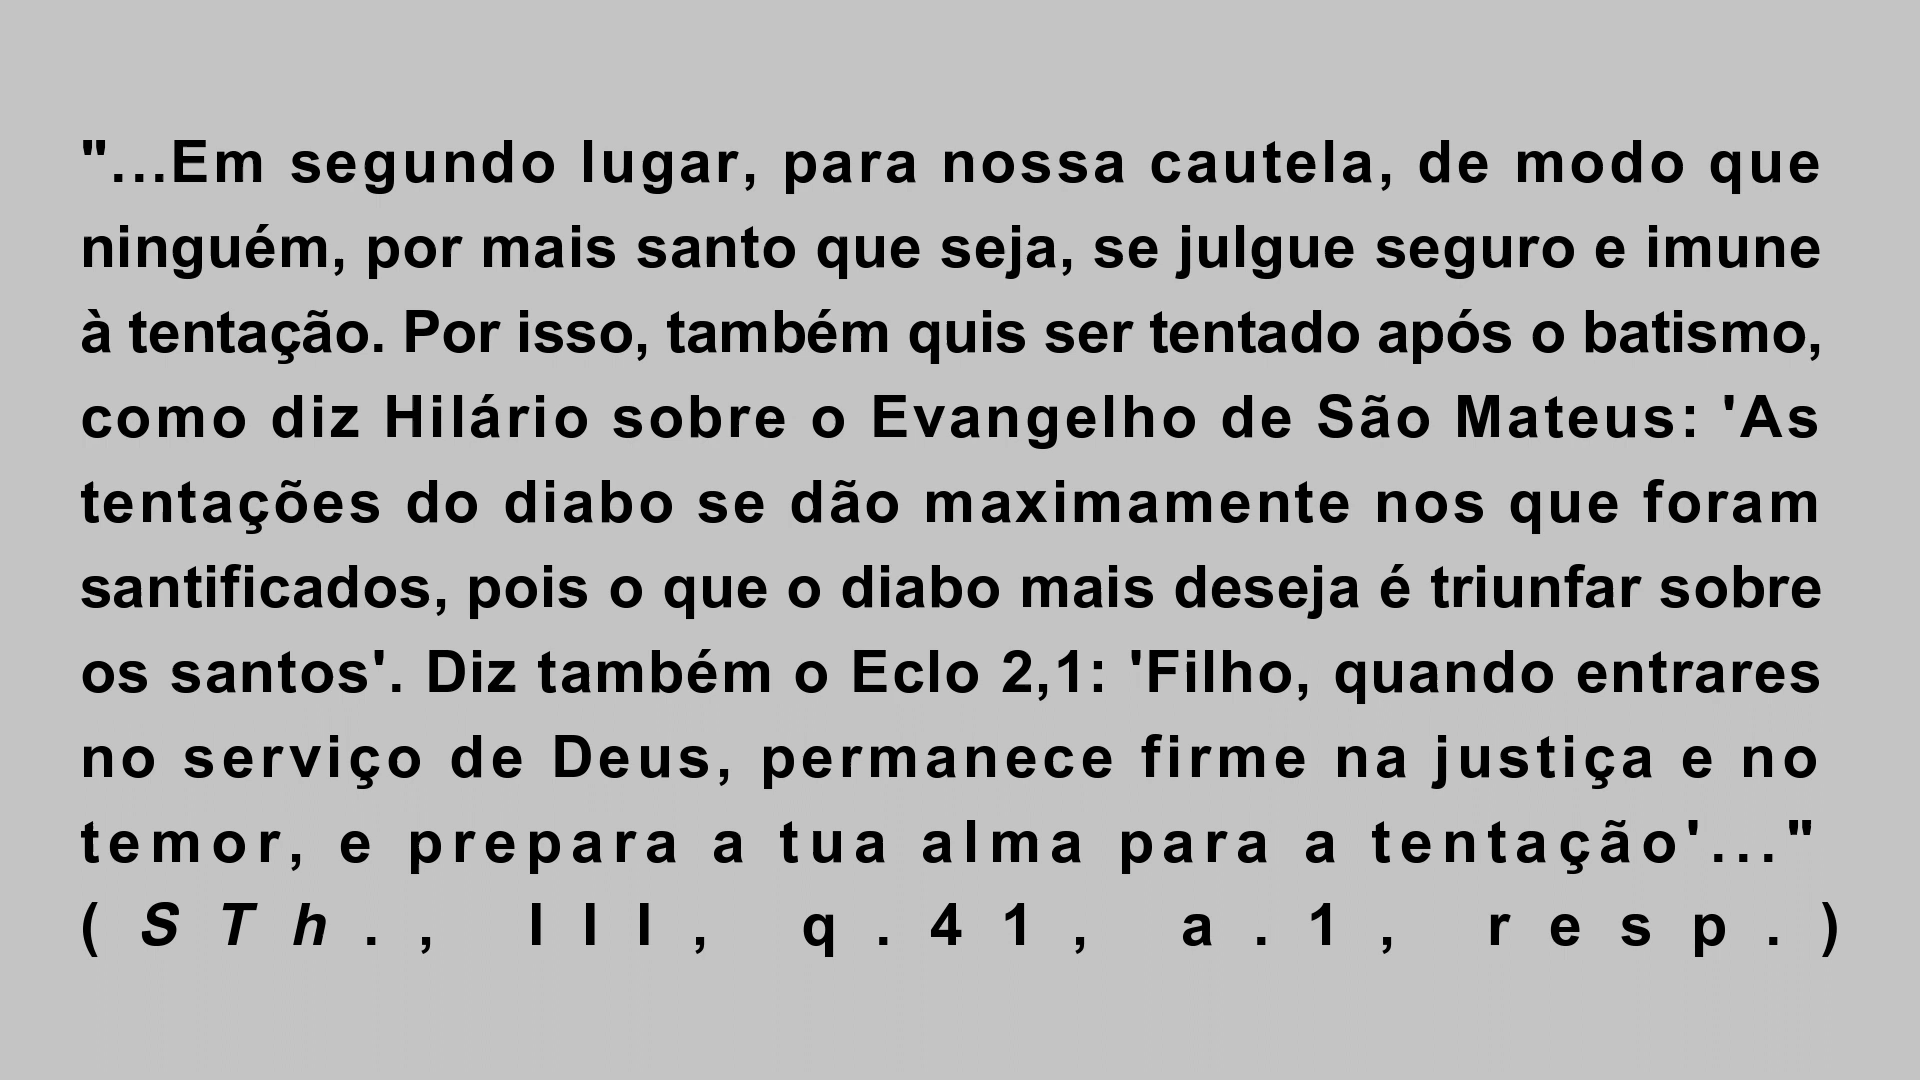 "...Em segundo lugar, para nossa cautela, de modo que
ninguém, por mais santo que seja, se julgue seguro e imune
à tentação. Por isso, também quis ser tentado após o batismo,
como diz Hilário sobre o Evangelho de São Mateus: 'As
tentações do diabo se dão maximamente nos que foram
santificados, pois o que o diabo mais deseja é triunfar sobre
os santos'. Diz também o Eclo 2,1: 'Filho, quando entrares
no serviço de Deus, permanece firme na justiça e no
temor, e prepara a tua alma para a tentação'..."
(STh., III, q.41, a.1, resp.)